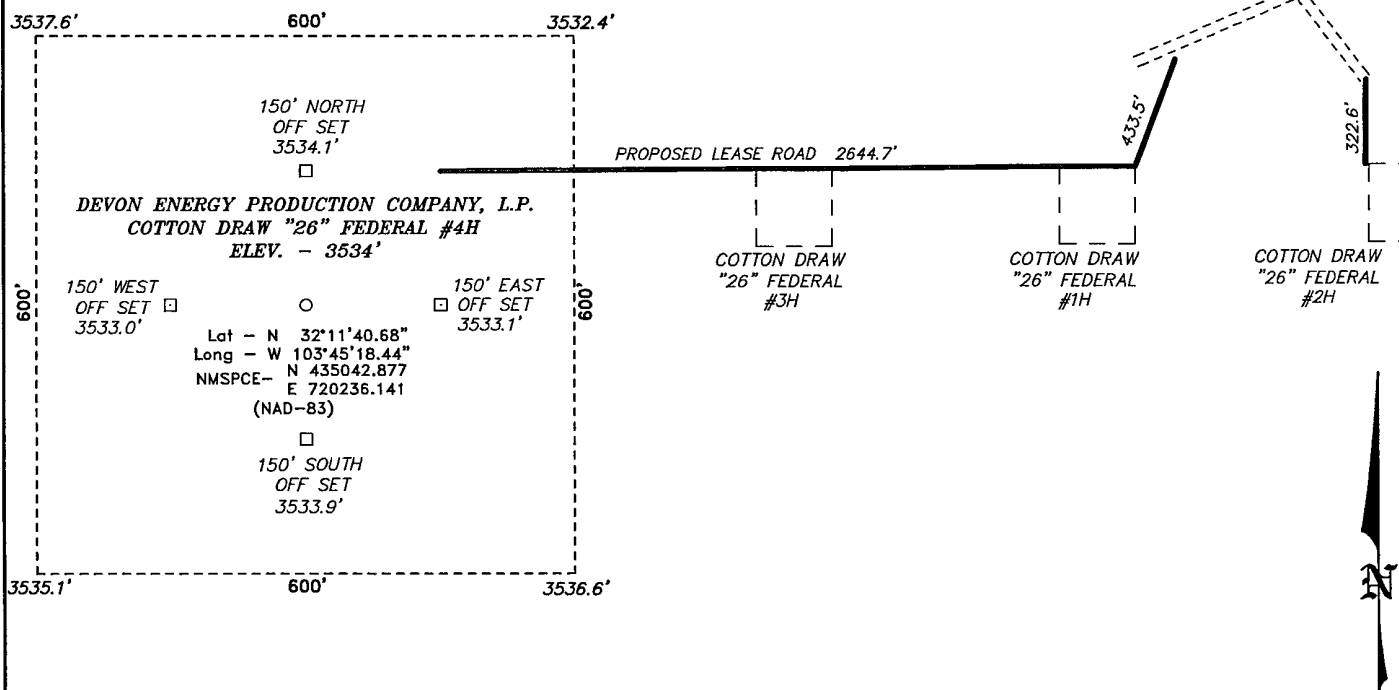 3537.6'
600'
3532.4'
150' NORTH
OFF SET
3534.1'
433.5'
322.6'
PROPOSED LEASE ROAD 2644.7'
DEVON ENERGY PRODUCTION COMPANY, L.P.
COTTON DRAW "26" FEDERAL #4H
ELEV. - 3534'
COTTON DRAW
"26" FEDERAL
#3H
COTTON DRAW
"26" FEDERAL
#1H
COTTON DRAW
"26" FEDERAL
#2H
600'
150' WEST
OFF SET
3533.0'
150' EAST
OFF SET
3533.1'
600'
Lat - N 32°11'40.68"
Long - W 103°45'18.44"
NMSPCE- N 435042.877
E 720236.141
(NAD-83)
150' SOUTH
OFF SET
3533.9'
3535.1'
600'
3536.6'
N